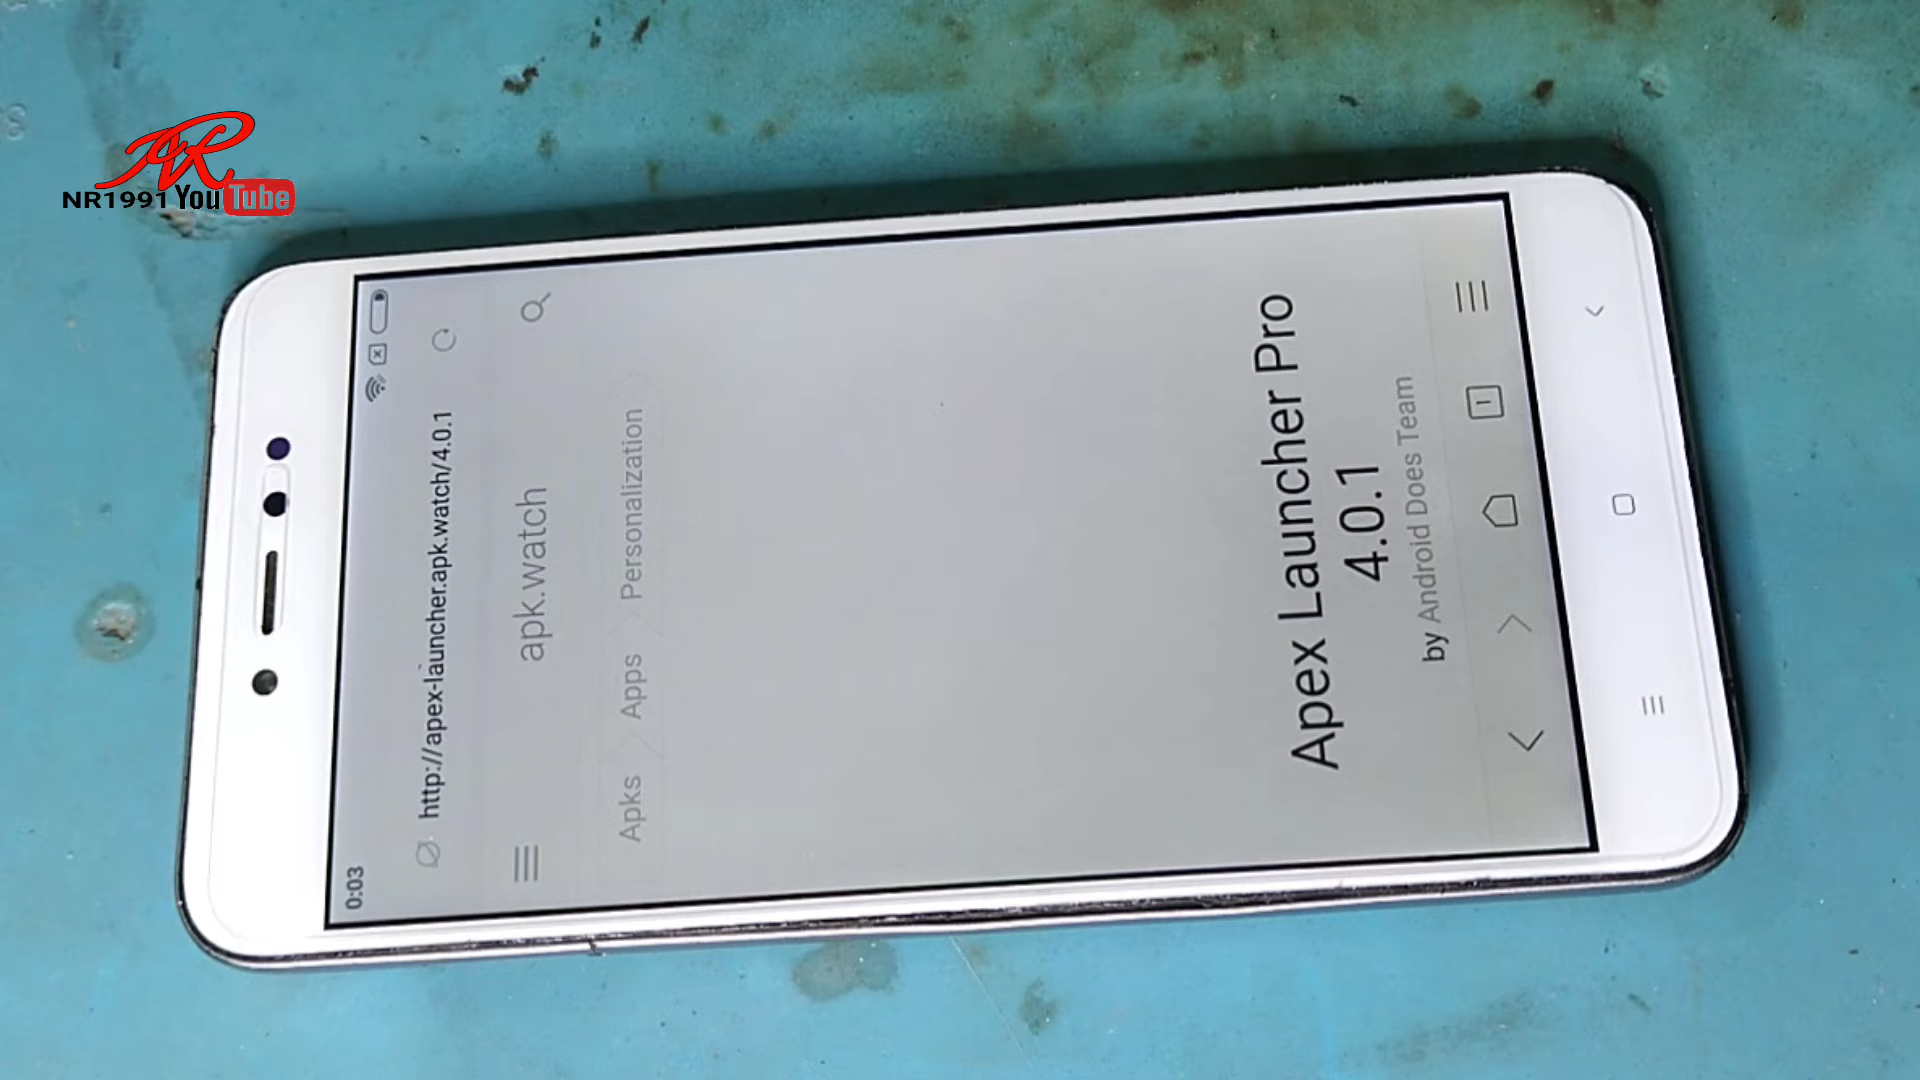 NR1991 YouTube
0:03
http://apex-launcher.apk.watch/4.0.1
apk.watch
Apks Apps Personalization
Apex Launcher Pro
4.0.1
by Android Does Team
1